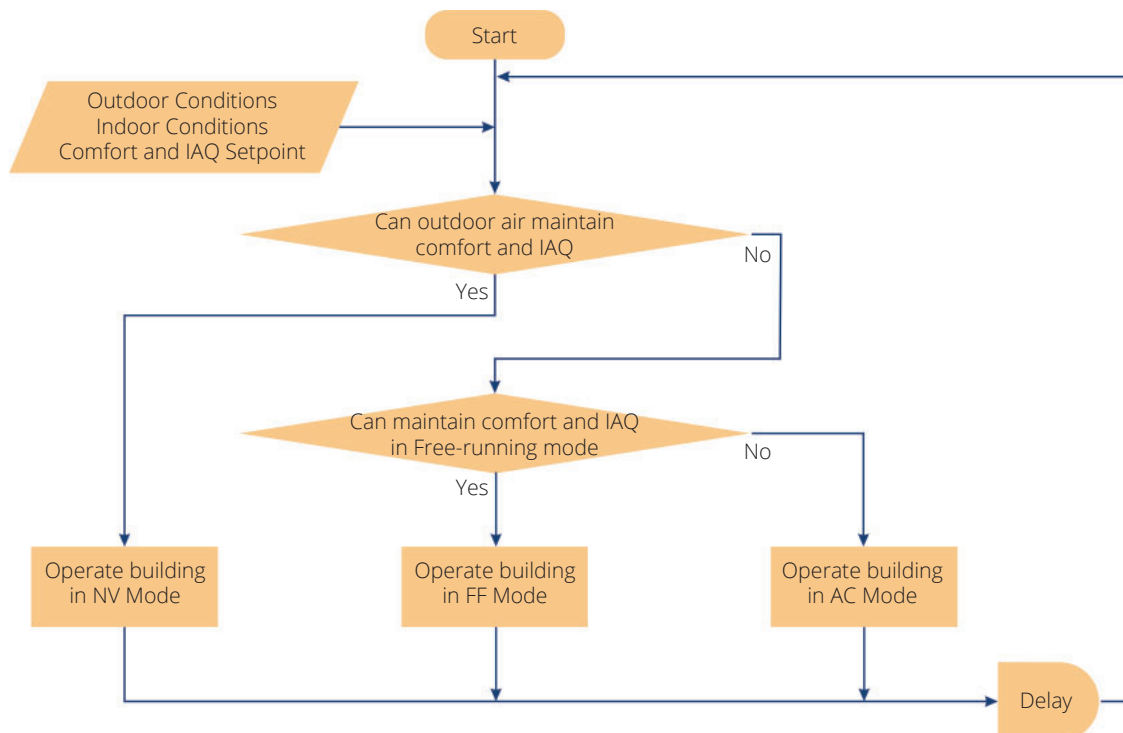 Start
Outdoor Conditions
Indoor Conditions
Comfort and IAQ Setpoint
Can outdoor air maintain
comfort and IAQ
No
Yes
Can maintain comfort and IAQ
in Free-running mode
No
Yes
Operate building
in NV Mode
Operate building
in FF Mode
Operate building
in AC Mode
Delay